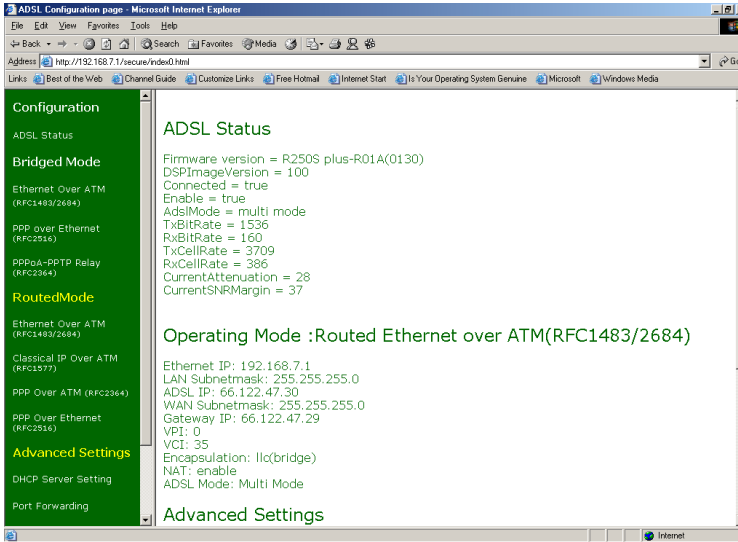 ADSL Configuration page - Microsoft Internet Explorer
File Edit View Favorites Tools Help
Back Search Favorites Media
Address http://192.168.7.1/secure/index0.html Go
Links Best of the Web Channel Guide Customize Links Free Hotmail Internet Start Is Your Operating System Genuine Microsoft Windows Media
Configuration
ADSL Status
Bridged Mode
Ethernet Over ATM
(RFC1483/2684)
PPP over Ethernet
(RFC2516)
PPPoA-PPTP Relay
(RFC2364)
RoutedMode
Ethernet Over ATM
(RFC1483/2684)
Classical IP Over ATM
(RFC1577)
PPP Over ATM (RFC2364)
PPP Over Ethernet
(RFC2516)
Advanced Settings
DHCP Server Setting
Port Forwarding
ADSL Status
Firmware version = R250S plus-R01A(0130)
DSPImageVersion = 100
Connected = true
Enable = true
AdslMode = multi mode
TxBitRate = 1536
RxBitRate = 160
TxCellRate = 3709
RxCellRate = 386
CurrentAttenuation = 28
CurrentSNRMargin = 37
Operating Mode :Routed Ethernet over ATM(RFC1483/2684)
Ethernet IP: 192.168.7.1
LAN Subnetmask: 255.255.255.0
ADSL IP: 66.122.47.30
WAN Subnetmask: 255.255.255.0
Gateway IP: 66.122.47.29
VPI: 0
VCI: 35
Encapsulation: llc(bridge)
NAT: enable
ADSL Mode: Multi Mode
Advanced Settings
Internet